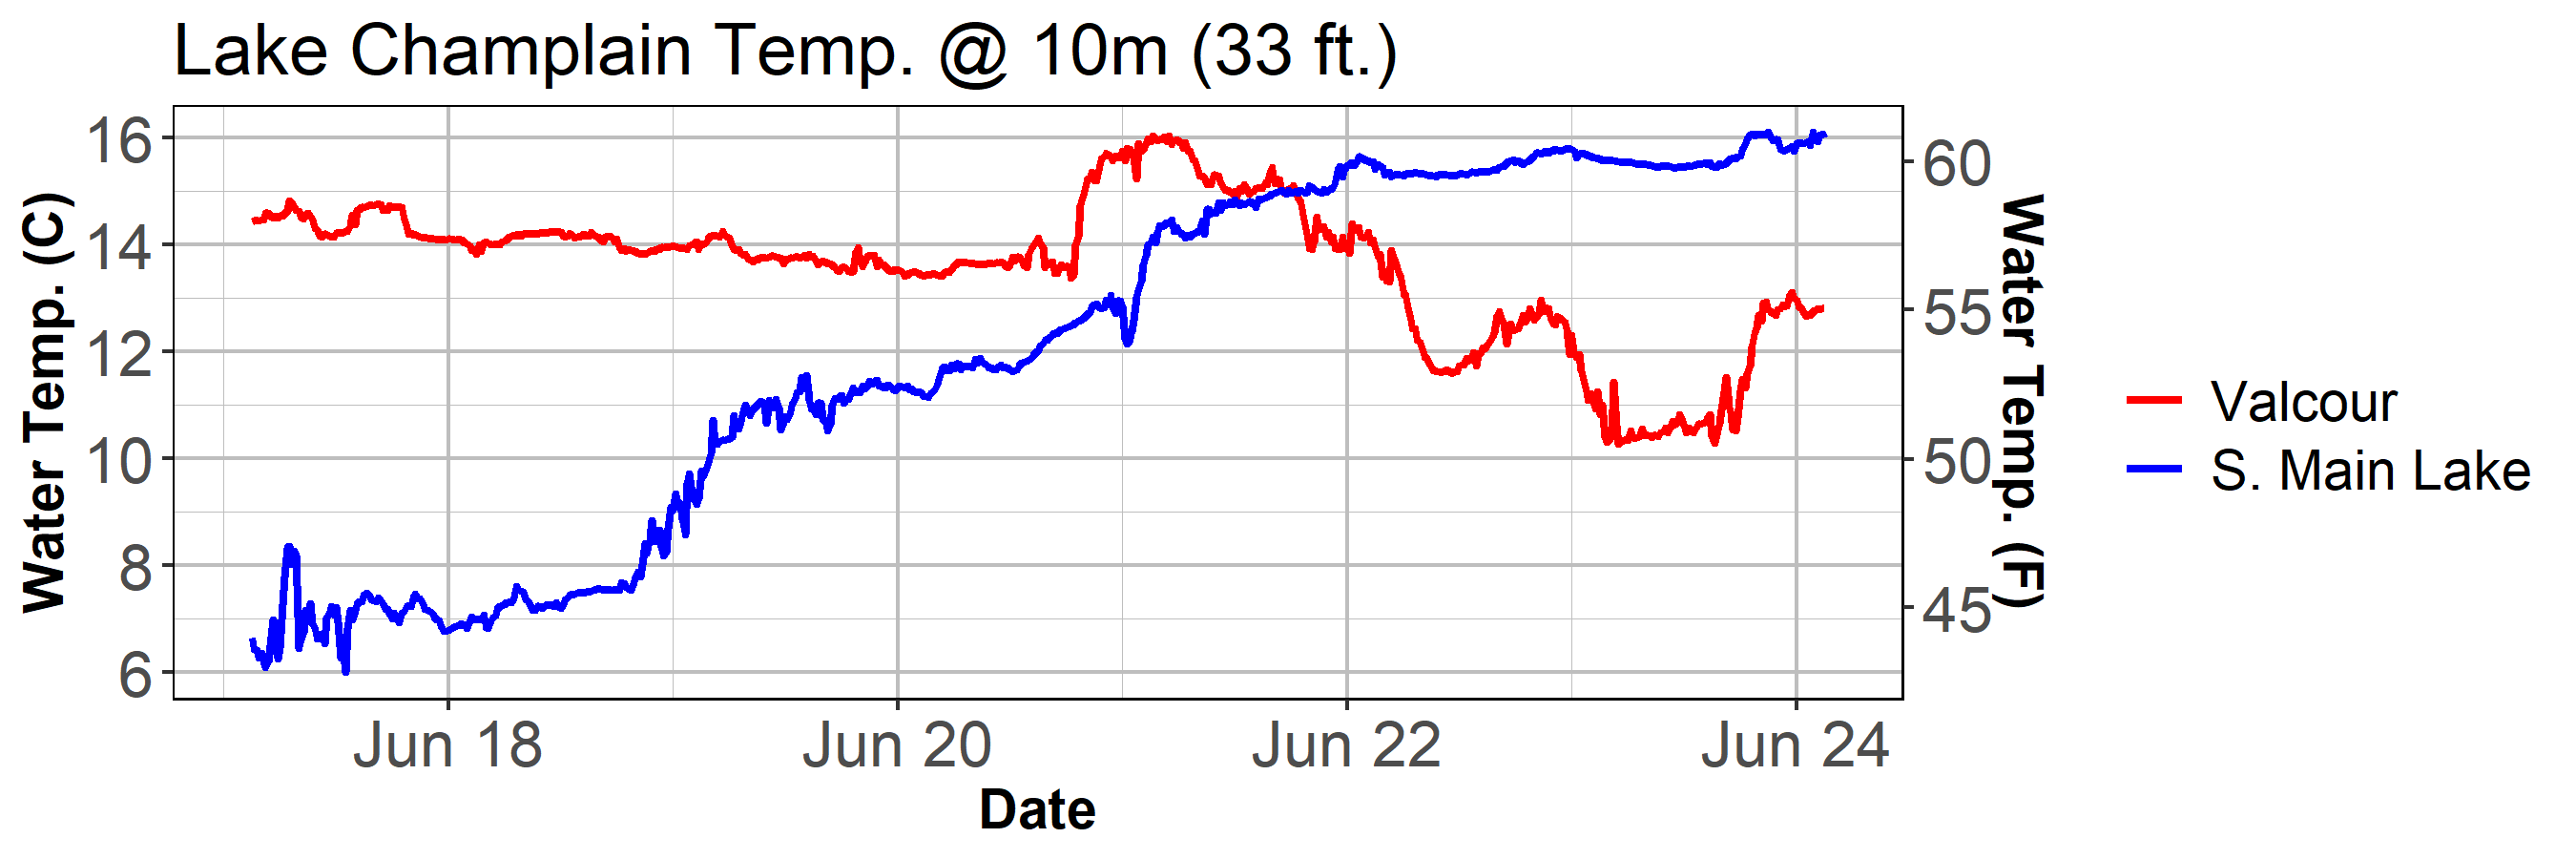 Lake Champlain Temp. @ 10m (33 ft.)
Water Temp. (C)
16
14
12
10
8
6
60
55
50
45
Water Temp. (F)
Jun 18
Jun 20
Jun 22
Jun 24
Date
Valcour
S. Main Lake